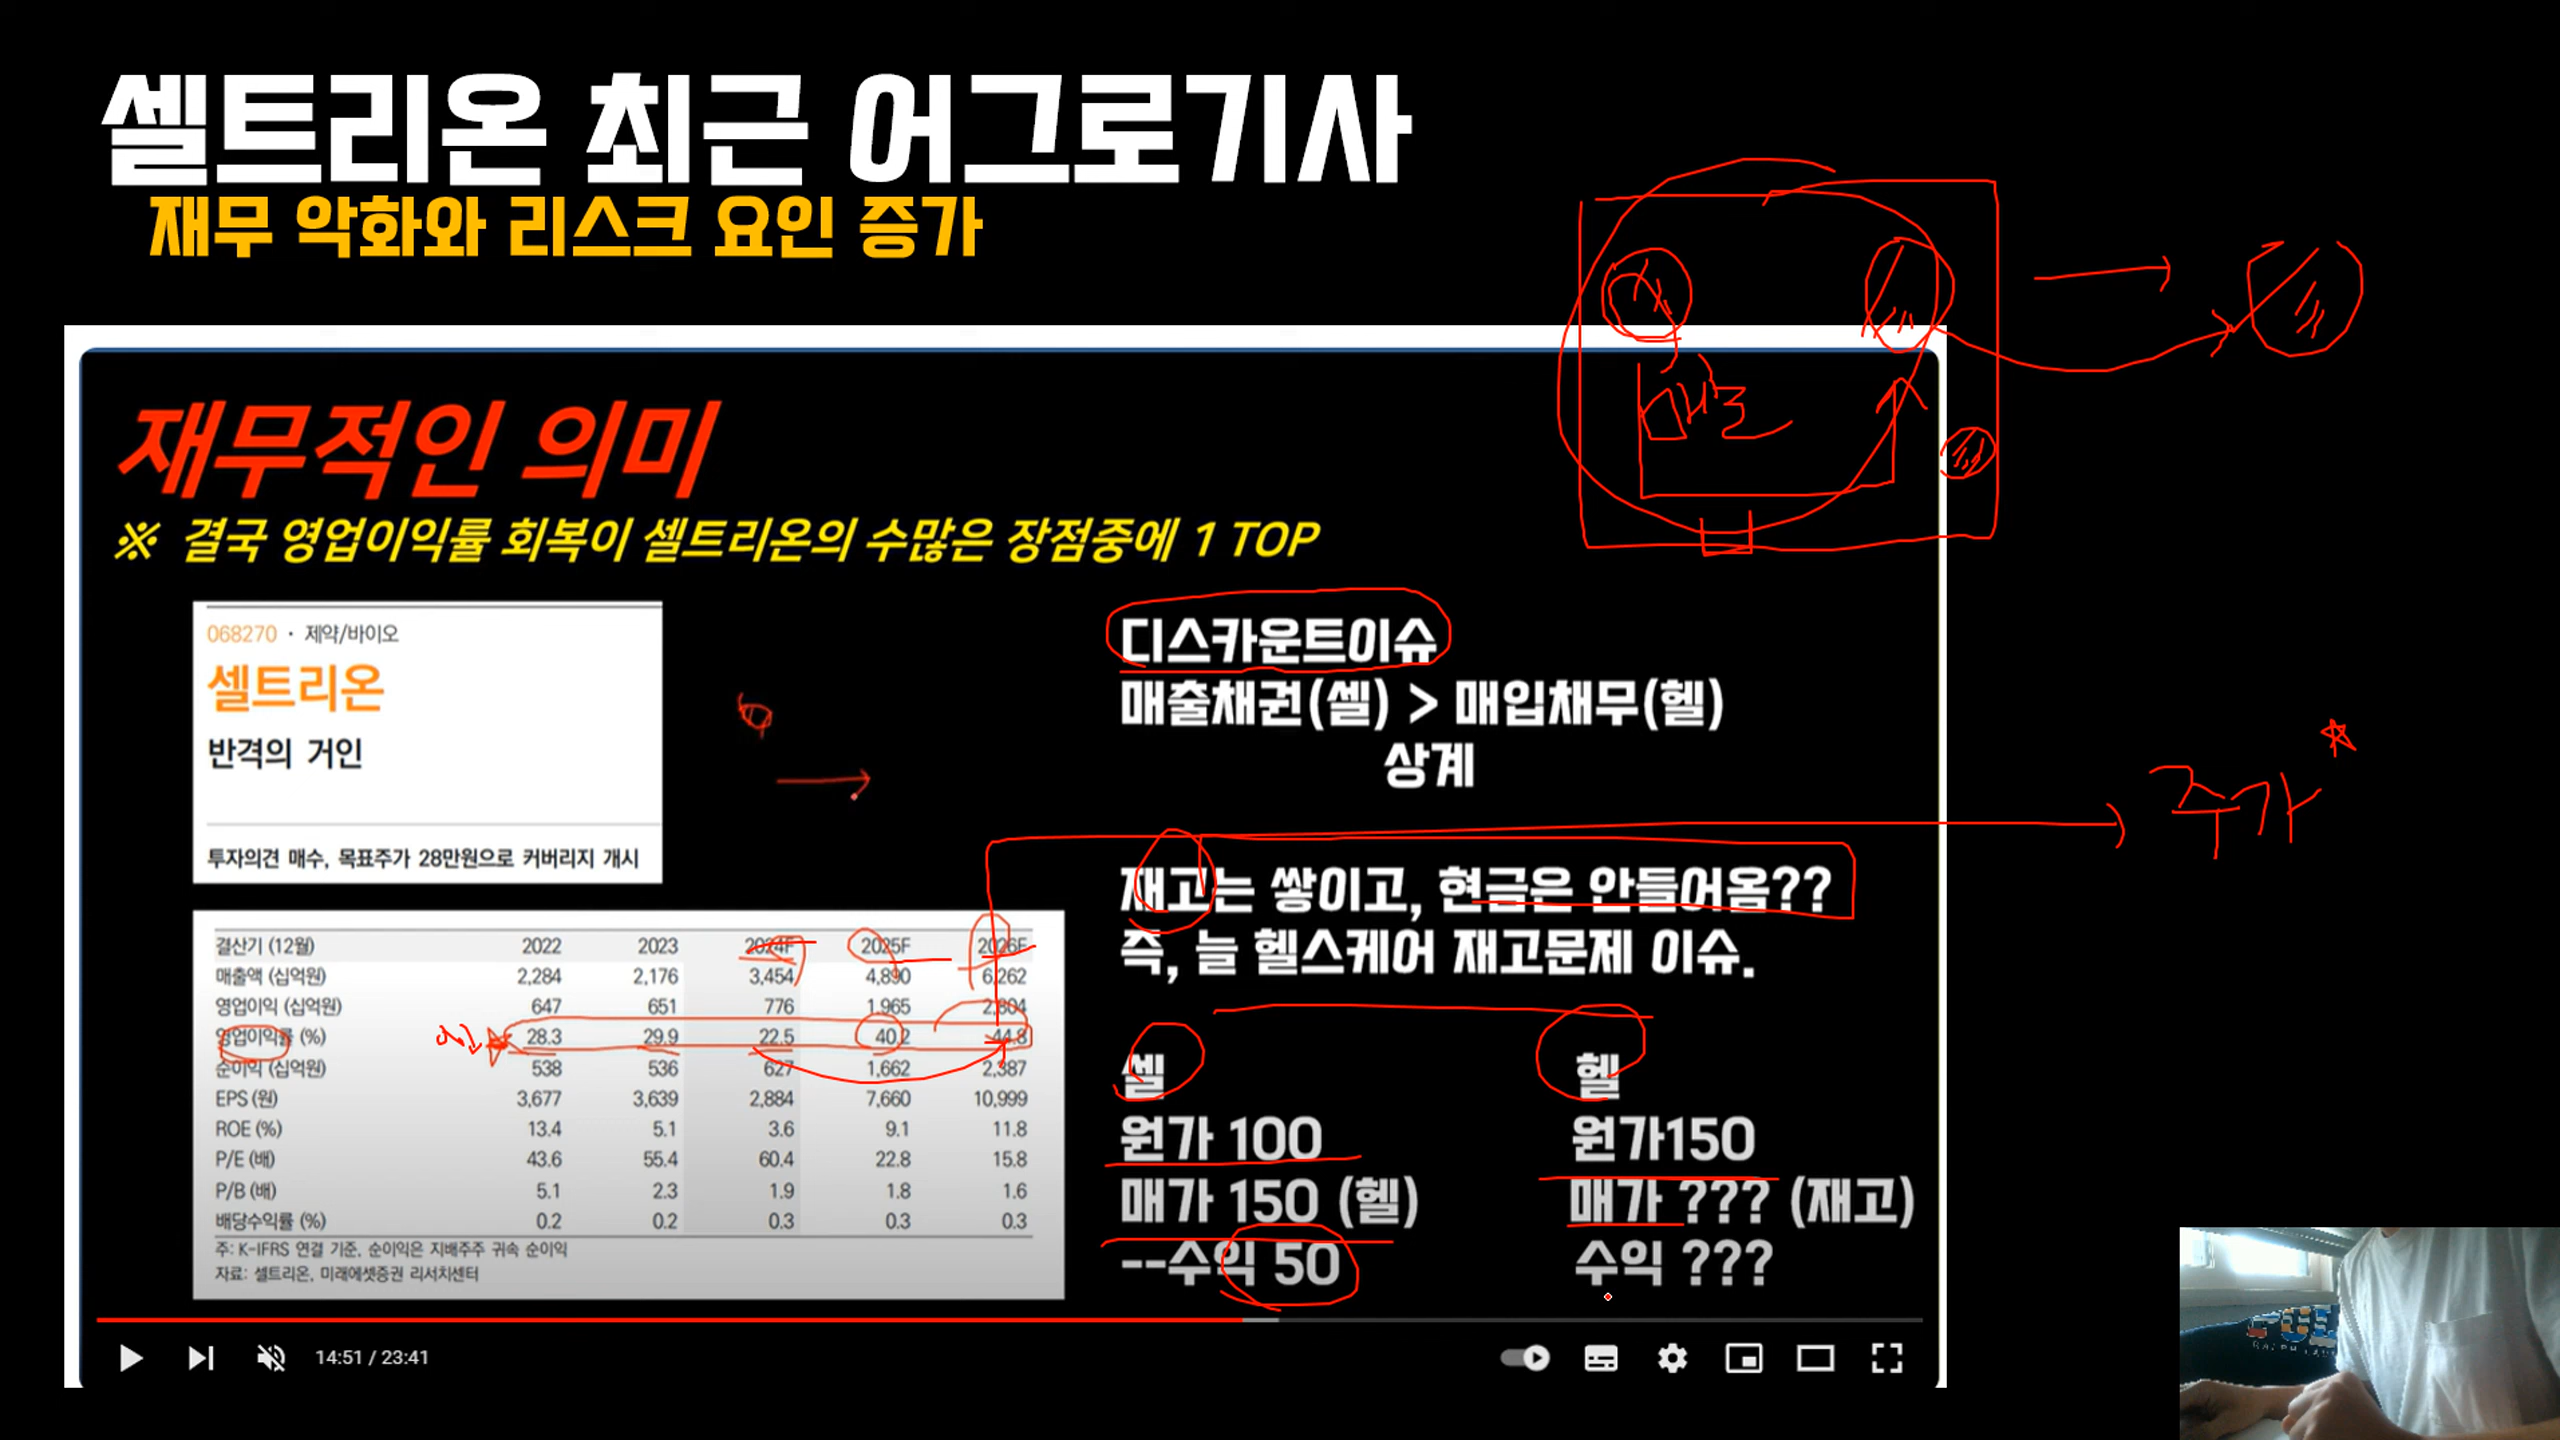 셀트리온 최근 어그로기사
재무 악화와 리스크 요인 증가
재무적인 의미
※ 결국 영업이익률 회복이 셀트리온의 수많은 장점중에 1 TOP
068270 · 제약/바이오
셀트리온
반격의 거인
투자의견 매수, 목표주가 28만원으로 커버리지 개시
결산기 (12월) 2022 2023 2024F 2025F 2026F
매출액 (십억원) 2,284 2,176 3,454 4,890 6,262
영업이익 (십억원) 647 651 776 1,965 2,804
영업이익률 (%) 28.3 29.9 22.5 40.2 44.8
순이익 (십억원) 538 536 627 1,662 2,387
EPS (원) 3,677 3,639 2,884 7,660 10,999
ROE (%) 13.4 5.1 3.6 9.1 11.8
P/E (배) 43.6 55.4 60.4 22.8 15.8
P/B (배) 5.1 2.3 1.9 1.8 1.6
배당수익률 (%) 0.2 0.2 0.3 0.3 0.3
주: K-IFRS 연결 기준, 순이익은 지배주주 귀속 순이익
자료: 셀트리온, 미래에셋증권 리서치센터
디스카운트이슈
매출채권(셀) > 매입채무(헬)
상계
재고는 쌓이고, 현금은 안들어옴??
즉, 늘 헬스케어 재고문제 이슈.
셀
원가 100
매가 150 (헬)
--수익 50
헬
원가150
매가 ??? (재고)
수익 ???
매출
주가
14:51 / 23:41